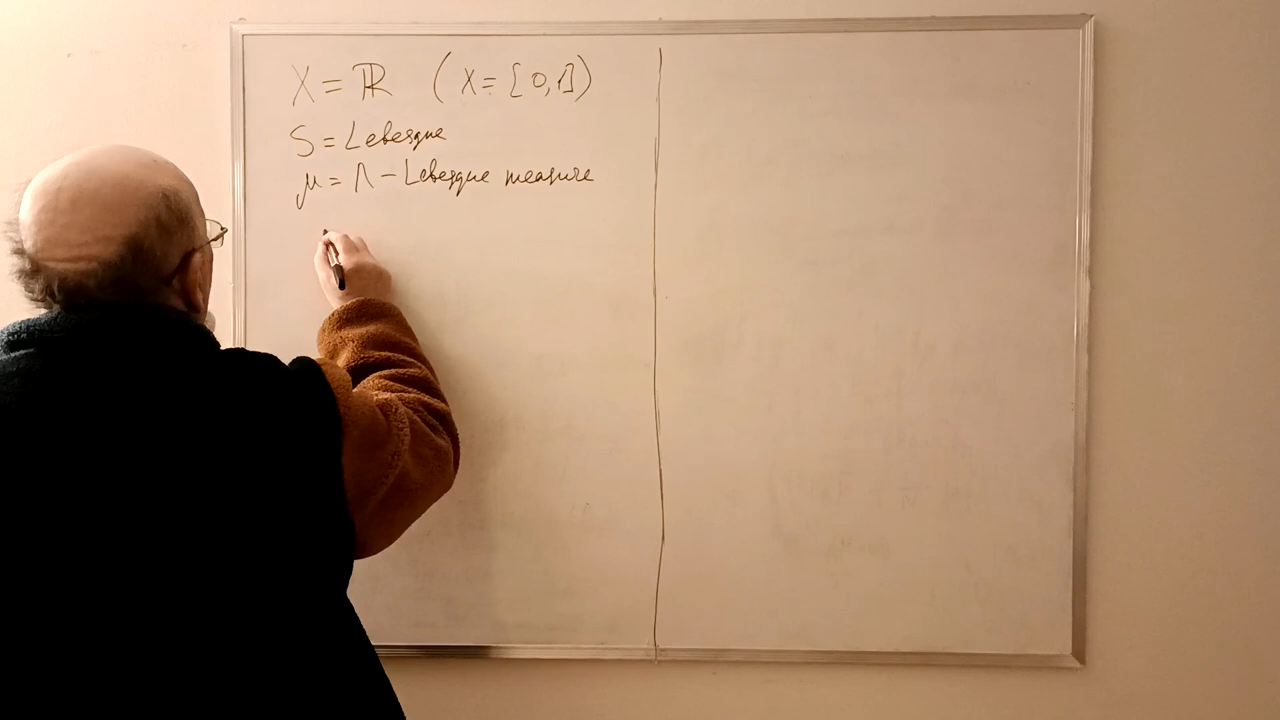 X = ℝ (X = [0,1])
S = Lebesgue
μ = Λ – Lebesgue measure